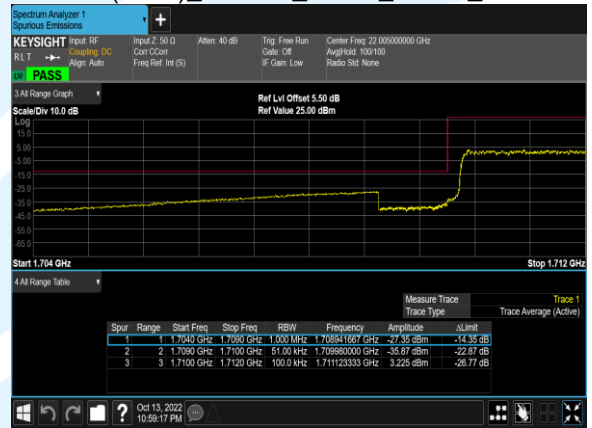 Spectrum Analyzer 1
Spurious Emissions
KEYSIGHT Input: RF Input Z: 50 Ω Atten: 40 dB Trig: Free Run Center Freq: 22.005000000 GHz
RLT Coupling: DC Corr CCorr Gate: Off Avg|Hold: 100/100
Align: Auto Freq Ref: Int (S) IF Gain: Low Radio Std: None
PASS
3 All Range Graph
Ref Lvl Offset 5.50 dB
Scale/Div 10.0 dB Ref Value 25.00 dBm
Log
15.0
5.00
-5.00
-15.0
-25.0
-35.0
-45.0
-55.0
-65.0
Start 1.704 GHz Stop 1.712 GHz
4 All Range Table
Measure Trace Trace 1
Trace Type Trace Average (Active)
Spur Range Start Freq Stop Freq RBW Frequency Amplitude ΔLimit
1 1 1.7040 GHz 1.7090 GHz 1.000 MHz 1.708941667 GHz -27.35 dBm -14.35 dB
2 2 1.7090 GHz 1.7100 GHz 51.00 kHz 1.709980000 GHz -35.87 dBm -22.87 dB
3 3 1.7100 GHz 1.7120 GHz 100.0 kHz 1.711123333 GHz 3.225 dBm -26.77 dB
? Oct 13, 2022
10:59:17 PM